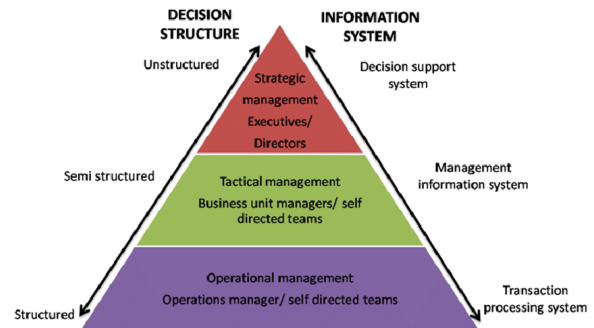 DECISION
STRUCTURE
INFORMATION
SYSTEM
Unstructured
Decision support
system
Strategic
management
Executives/
Directors
Semi structured
Tactical management
Business unit managers/ self
directed teams
Management
information system
Operational management
Operations manager/ self directed teams
Structured
Transaction
processing system